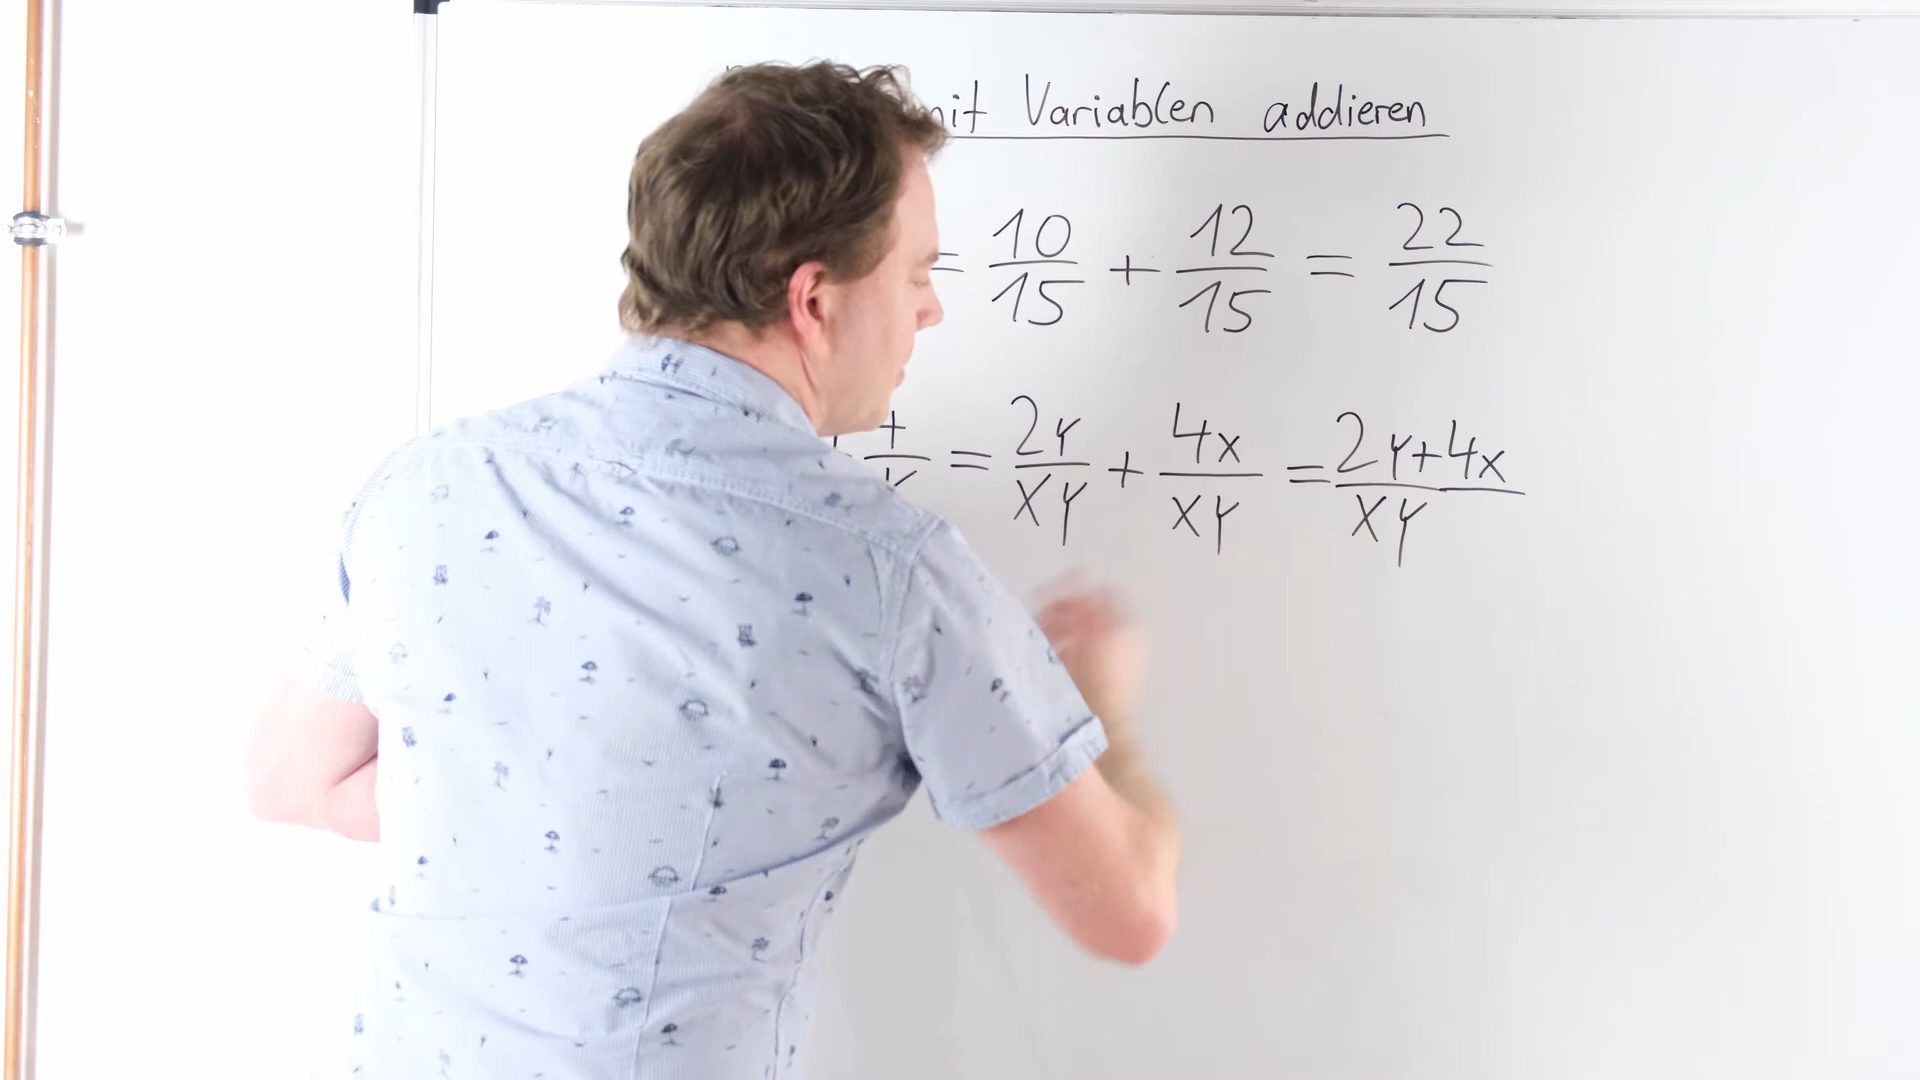 mit Variablen addieren
= 10/15 + 12/15 = 22/15
= 2y/xy + 4x/xy = 2y+4x/xy